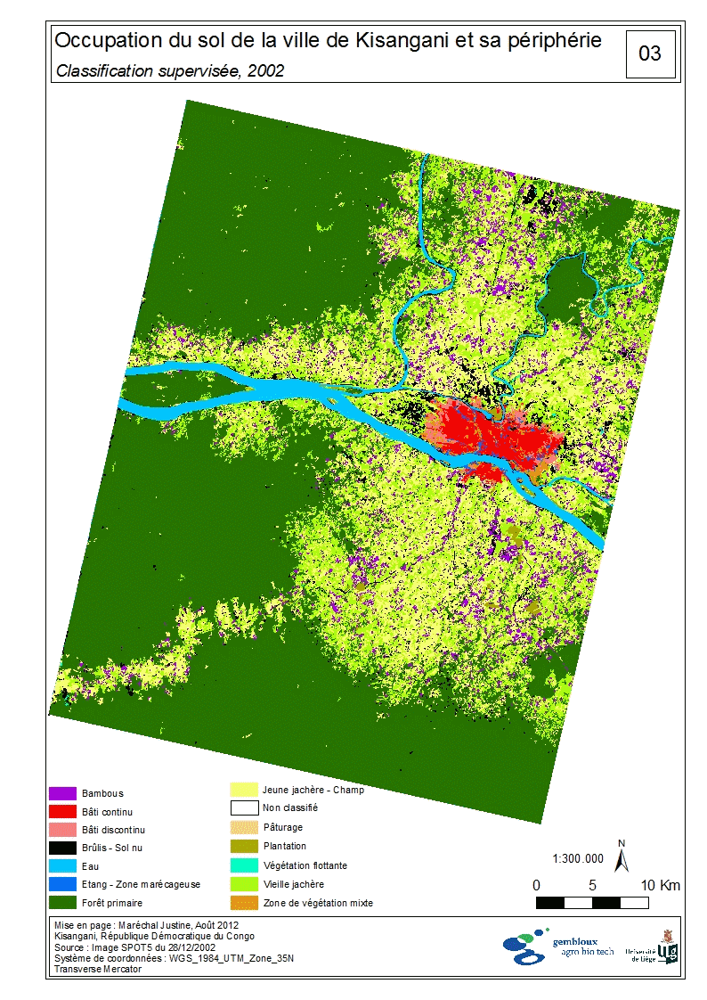 Occupation du sol de la ville de Kisangani et sa périphérie
03
Classification supervisée, 2002
Bambous
Bâti continu
Bâti discontinu
Brûlis - Sol nu
Eau
Etang - Zone marécageuse
Forêt primaire
Jeune jachère - Champ
Non classifié
Pâturage
Plantation
Végétation flottante
Vieille jachère
Zone de végétation mixte
N
1:300.000
0 5 10 Km
Mise en page : Maréchal Justine, Août 2012
Kisangani, République Démocratique du Congo
Source : Image SPOT5 du 28/12/2002
Système de coordonnées : WGS_1984_UTM_Zone_35N
Transverse Mercator
gembloux
agro bio tech
Université
de Liège